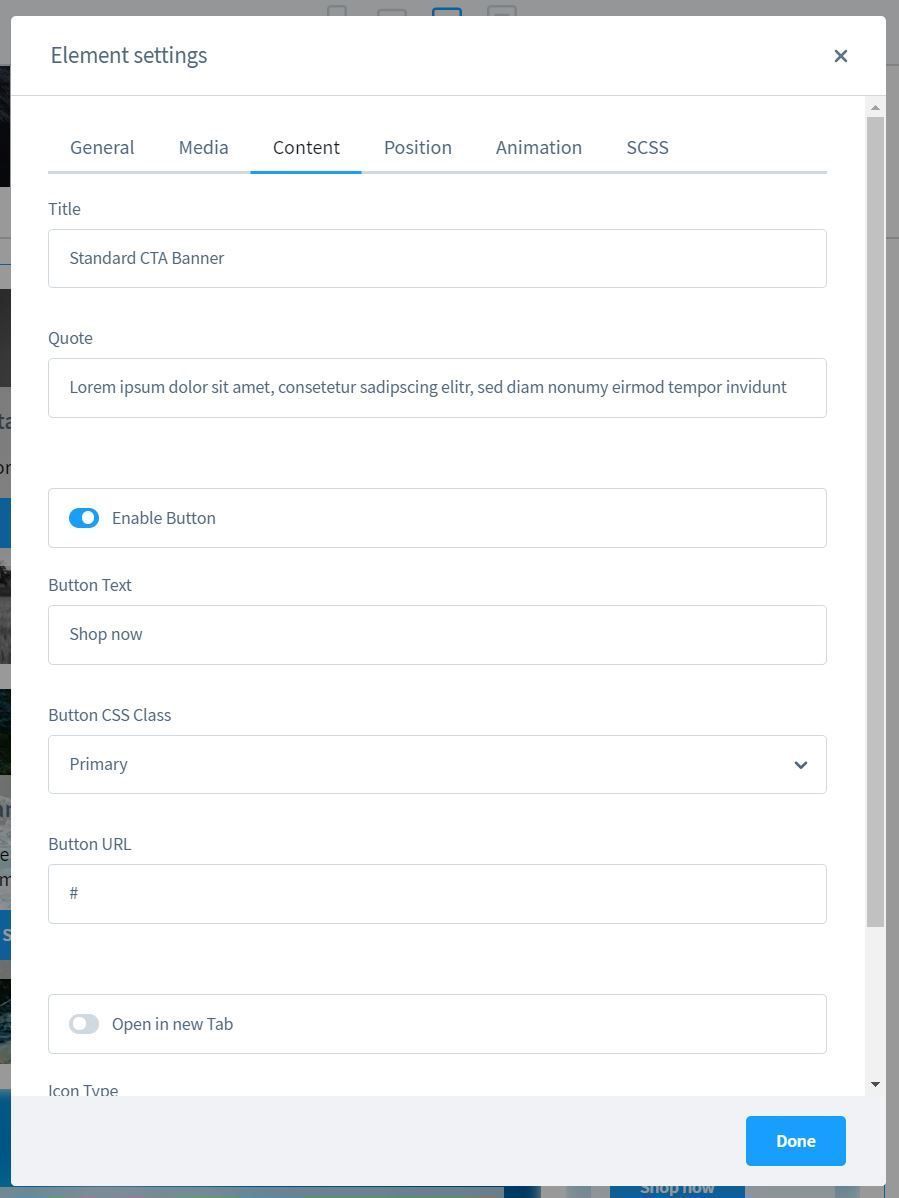 Element settings
General Media Content Position Animation SCSS
Title
Standard CTA Banner
Quote
Lorem ipsum dolor sit amet, consetetur sadipscing elitr, sed diam nonumy eirmod tempor invidunt
Enable Button
Button Text
Shop now
Button CSS Class
Primary
Button URL
#
Open in new Tab
Icon Type
Done
Shop now